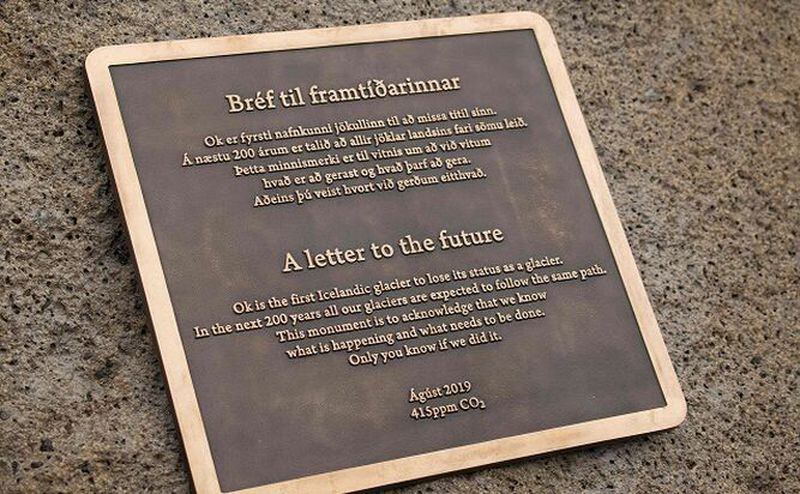 Bréf til framtíðarinnar
Ok er fyrsti nafnkunni jökullinn til að missa titil sinn.
Á næstu 200 árum er talið að allir jöklar landsins fari sömu leið.
Þetta minnismerki er til vitnis um að við vitum
hvað er að gerast og hvað þarf að gera.
Aðeins þú veist hvort við gerðum eitthvað.
A letter to the future
Ok is the first Icelandic glacier to lose its status as a glacier.
In the next 200 years all our glaciers are expected to follow the same path.
This monument is to acknowledge that we know
what is happening and what needs to be done.
Only you know if we did it.
Ágúst 2019
415ppm CO₂